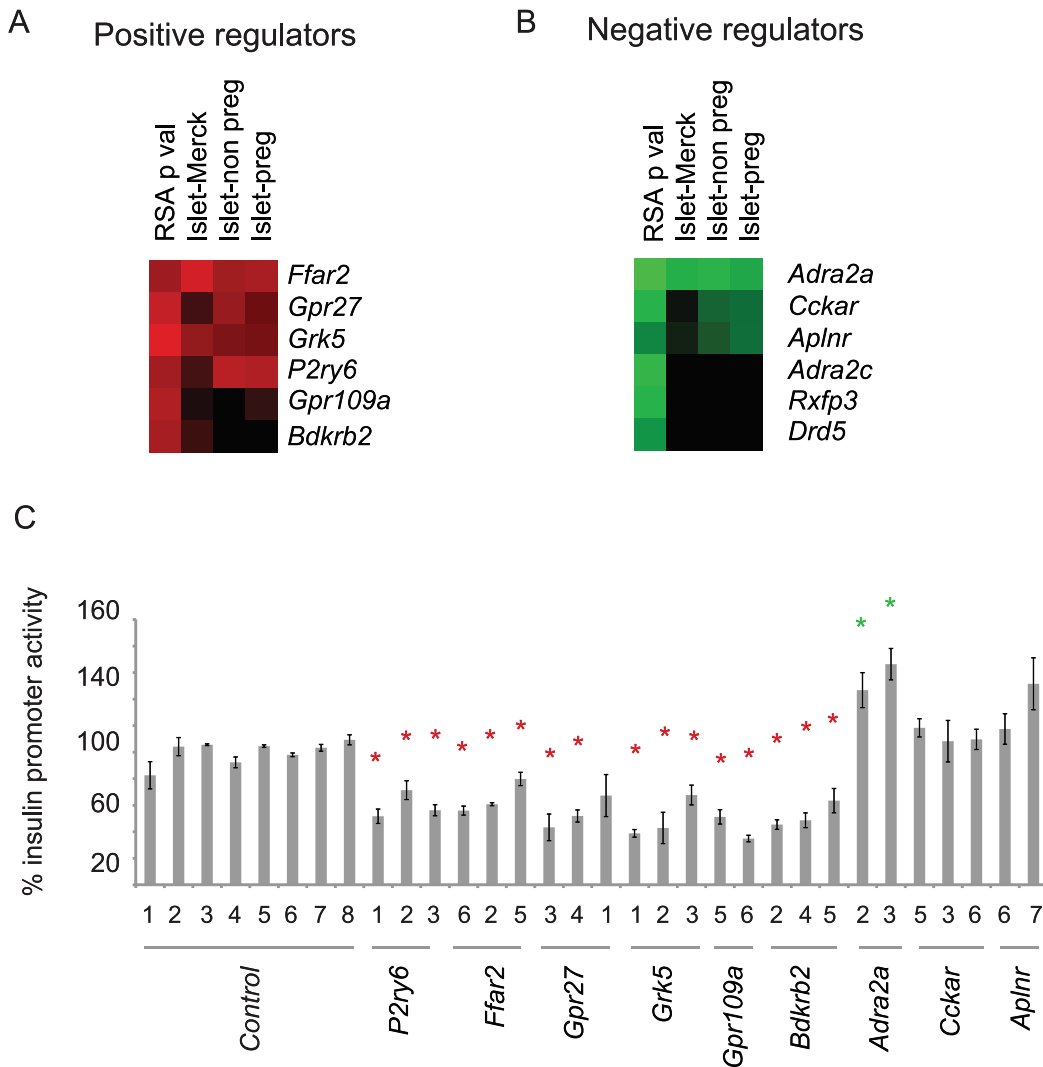 A
Positive regulators
RSA p val
Islet-Merck
Islet-non preg
Islet-preg
Ffar2
Gpr27
Grk5
P2ry6
Gpr109a
Bdkrb2
B
Negative regulators
RSA p val
Islet-Merck
Islet-non preg
Islet-preg
Adra2a
Cckar
Aplnr
Adra2c
Rxfp3
Drd5
C
% insulin promoter activity
160
140
100
60
20
* *
* * * * * * * * * * * * * * * *
1 2 3 4 5 6 7 8 1 2 3 6 2 5 3 4 1 1 2 3 5 6 2 4 5 2 3 5 3 6 6 7
Control
P2ry6
Ffar2
Gpr27
Grk5
Gpr109a
Bdkrb2
Adra2a
Cckar
Aplnr